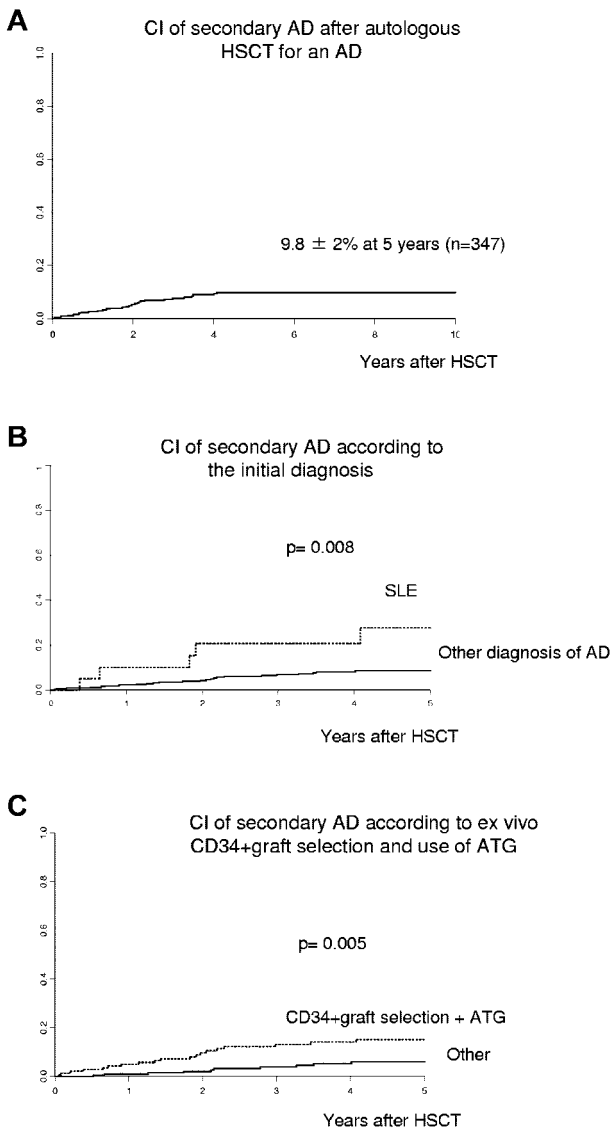 A
CI of secondary AD after autologous
HSCT for an AD
1.0
0.8
0.6
0.4
0.2
0.0
9.8 ± 2% at 5 years (n=347)
0 2 4 6 8 10
Years after HSCT
B
CI of secondary AD according to
the initial diagnosis
1
0.8
0.6
0.4
0.2
0.0
p= 0.008
SLE
Other diagnosis of AD
0 1 2 3 4 5
Years after HSCT
C
CI of secondary AD according to ex vivo
CD34+graft selection and use of ATG
1.0
0.8
0.6
0.4
0.2
0.0
p= 0.005
CD34+graft selection + ATG
Other
0 1 2 3 4 5
Years after HSCT